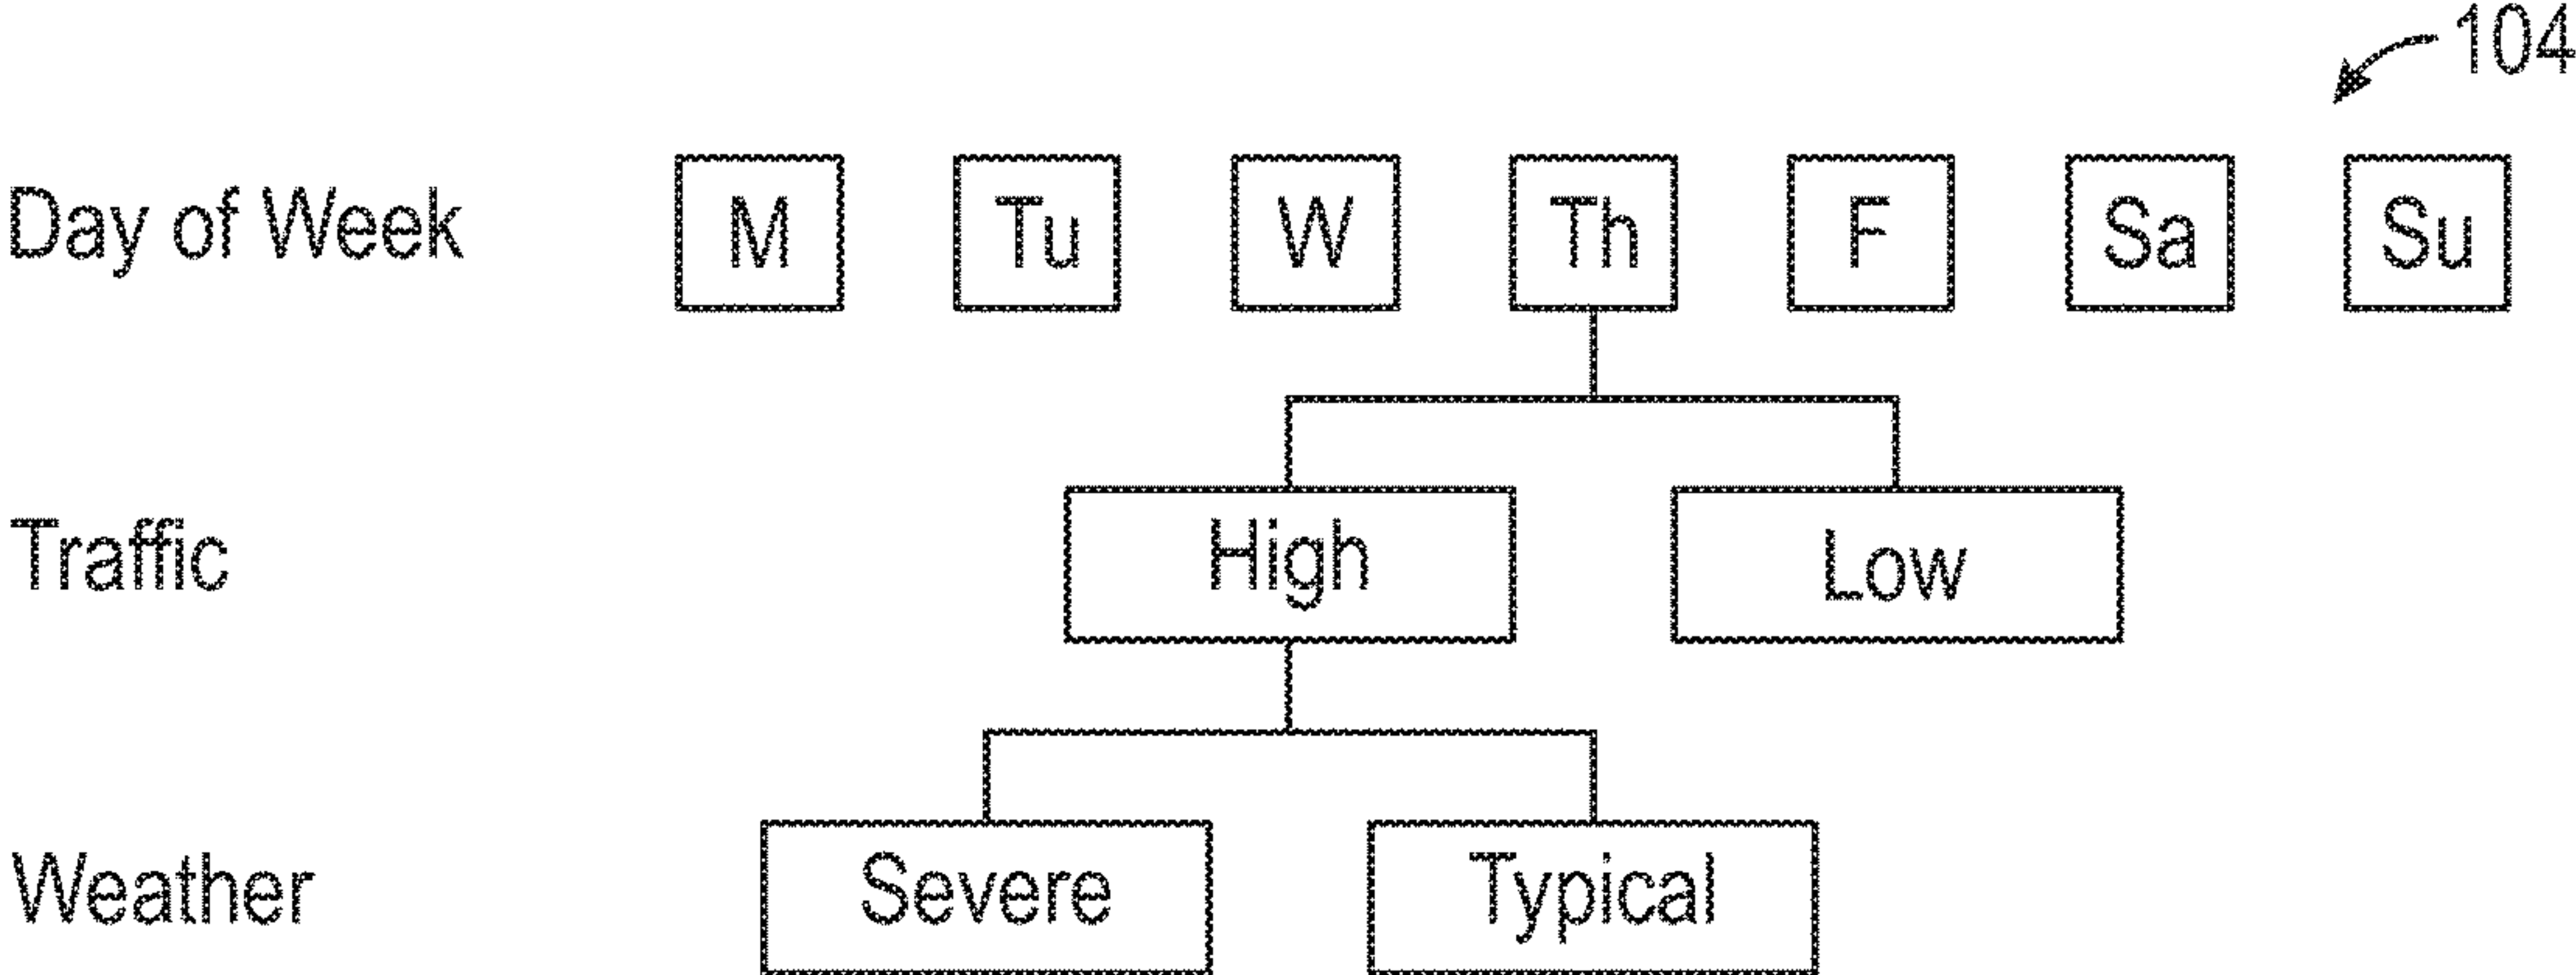 104
Day of Week M Tu W Th F Sa Su
Traffic High Low
Weather Severe Typical